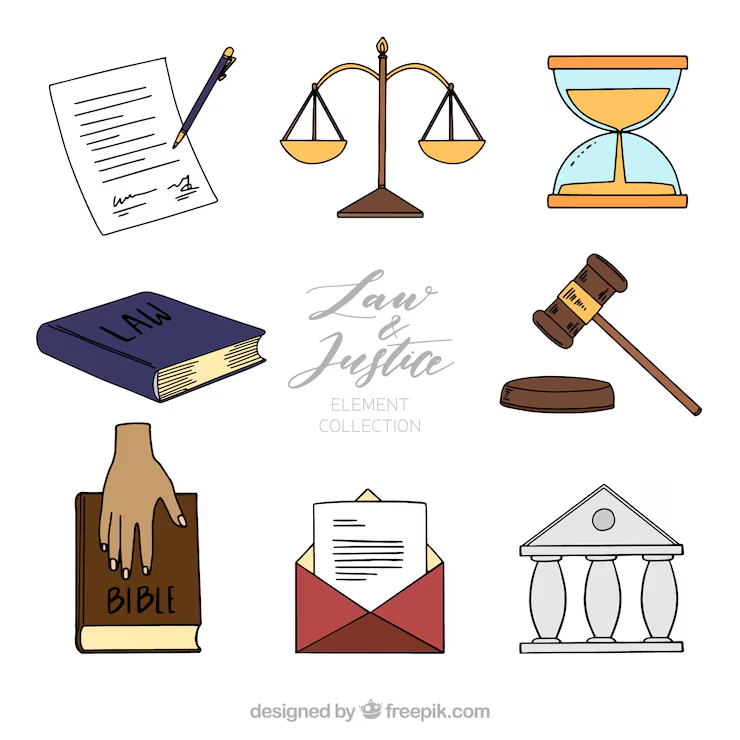 LAW
Law
&
Justice
ELEMENT
COLLECTION
BIBLE
designed by freepik.com